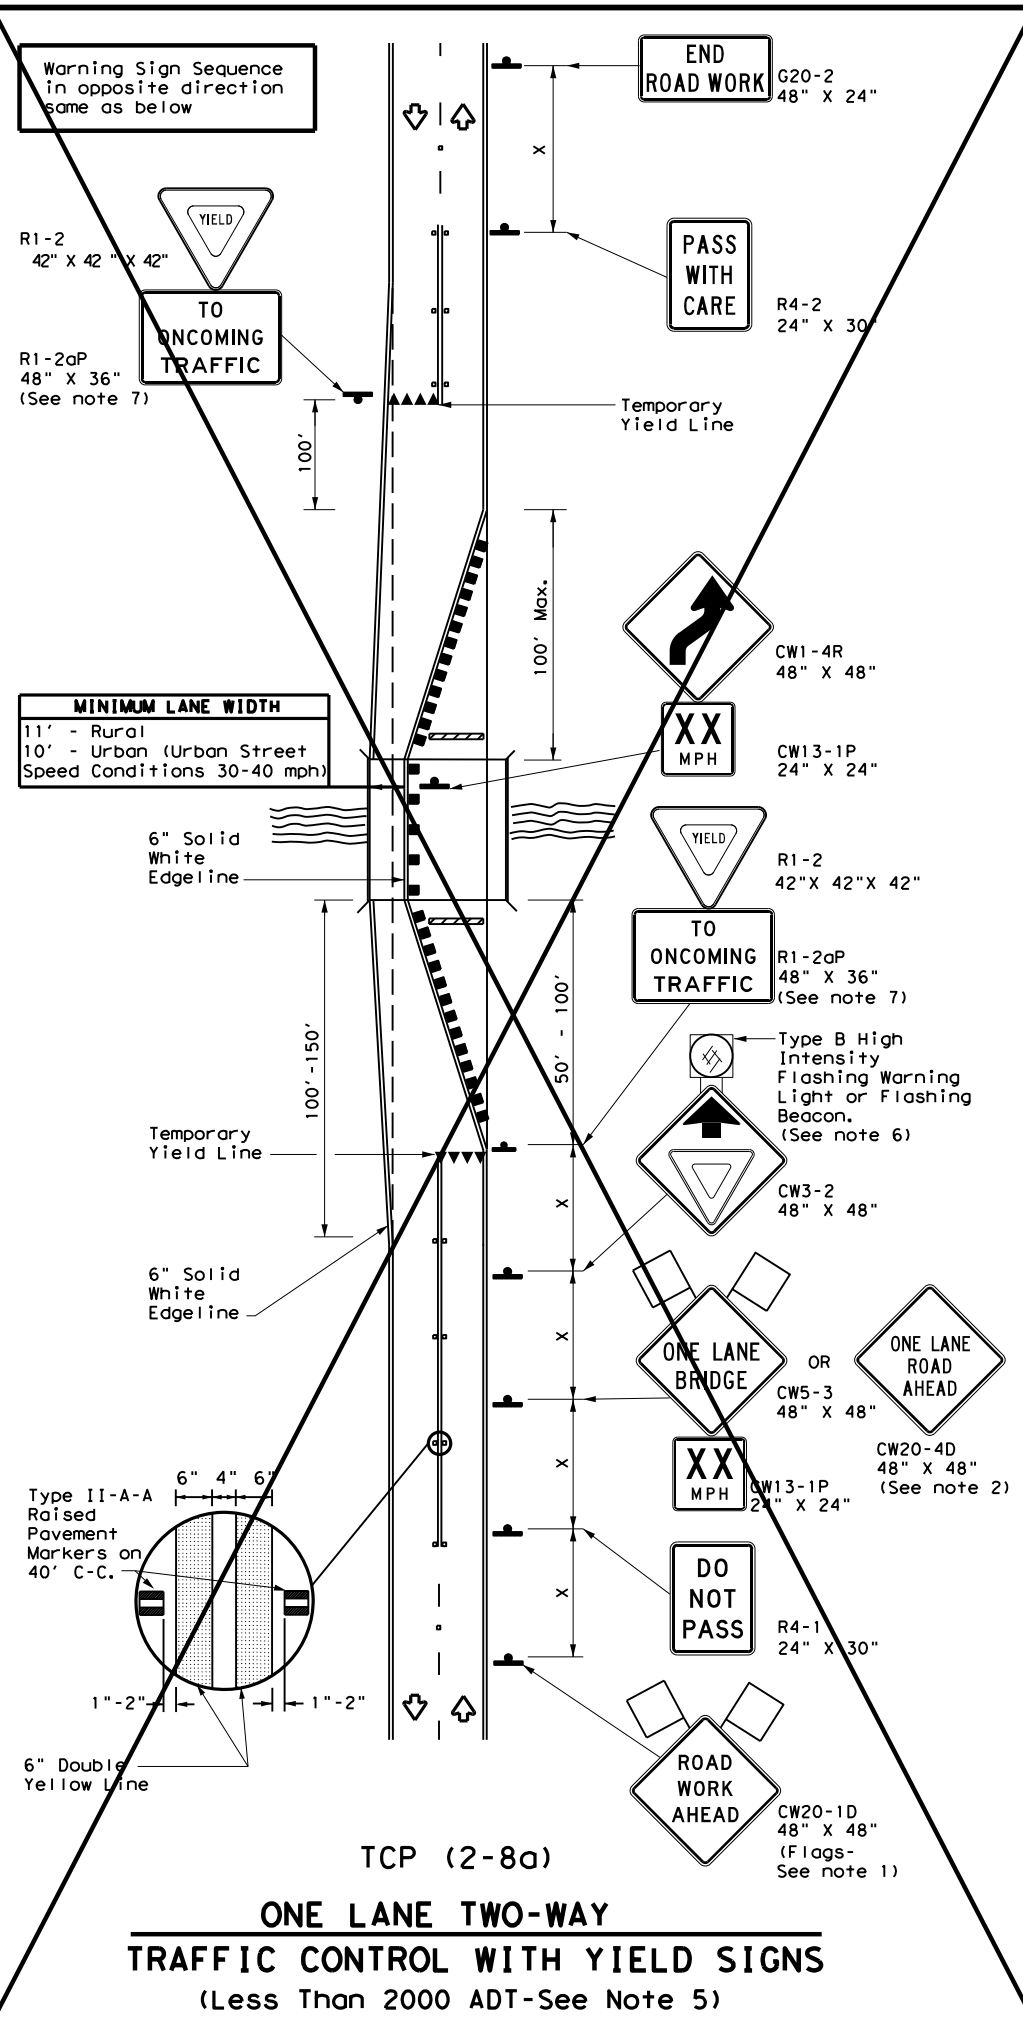 Warning Sign Sequence
in opposite direction
same as below
END
ROAD WORK
G20-2
48" X 24"
X
YIELD
R1-2
42" X 42 " X 42"
TO
ONCOMING
TRAFFIC
R1-2aP
48" X 36"
(See note 7)
PASS
WITH
CARE
R4-2
24" X 30"
Temporary
Yield Line
100'
100' Max.
CW1-4R
48" X 48"
XX
MPH
CW13-1P
24" X 24"
MINIMUM LANE WIDTH
11' - Rural
10' - Urban (Urban Street
Speed Conditions 30-40 mph)
6" Solid
White
Edgeline
YIELD
R1-2
42"X 42"X 42"
TO
ONCOMING
TRAFFIC
R1-2aP
48" X 36"
(See note 7)
100'-150'
50' - 100'
Type B High
Intensity
Flashing Warning
Light or Flashing
Beacon.
(See note 6)
Temporary
Yield Line
X
CW3-2
48" X 48"
6" Solid
White
Edgeline
X
ONE LANE
BRIDGE
OR
CW5-3
48" X 48"
ONE LANE
ROAD
AHEAD
CW20-4D
48" X 48"
(See note 2)
X
XX
MPH
CW13-1P
24" X 24"
6" 4" 6"
Type II-A-A
Raised
Pavement
Markers on
40' C-C.
X
DO
NOT
PASS
R4-1
24" X 30"
1"-2"
1"-2"
6" Double
Yellow Line
ROAD
WORK
AHEAD
CW20-1D
48" X 48"
(Flags-
See note 1)
TCP (2-8a)
ONE LANE TWO-WAY
TRAFFIC CONTROL WITH YIELD SIGNS
(Less Than 2000 ADT-See Note 5)